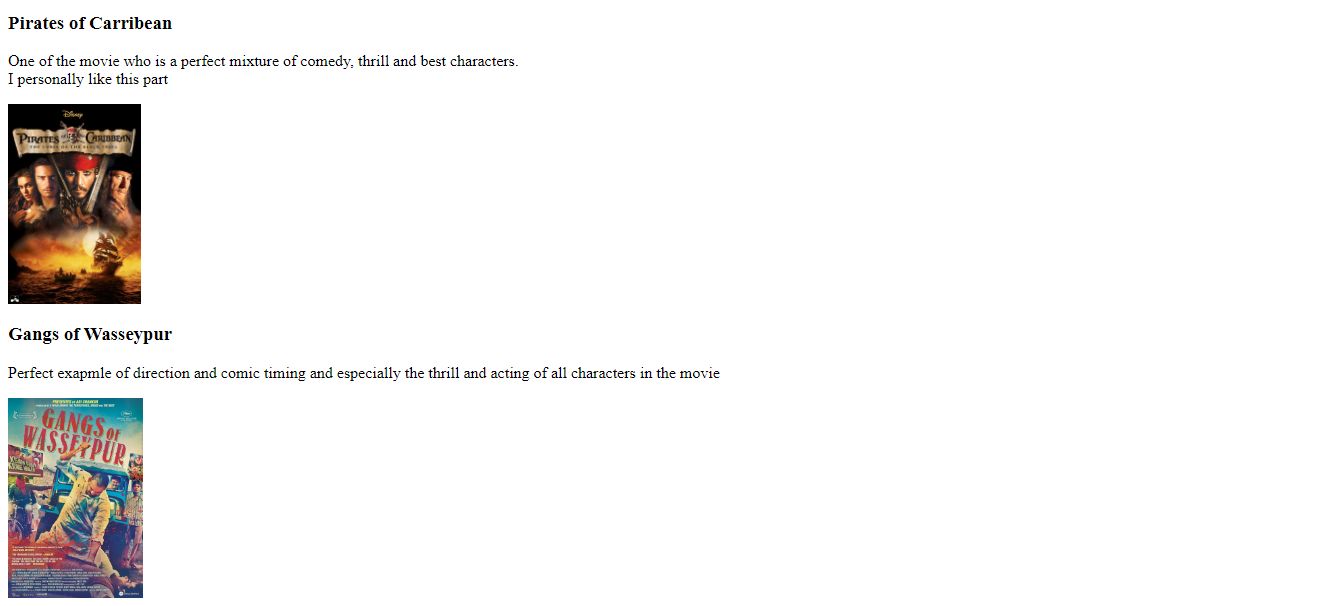 Pirates of Carribean
One of the movie who is a perfect mixture of comedy, thrill and best characters.
I personally like this part
Disney
PIRATES of the CARIBBEAN
THE CURSE OF THE BLACK PEARL
Gangs of Wasseypur
Perfect exapmle of direction and comic timing and especially the thrill and acting of all characters in the movie
GANGS OF
WASSEYPUR